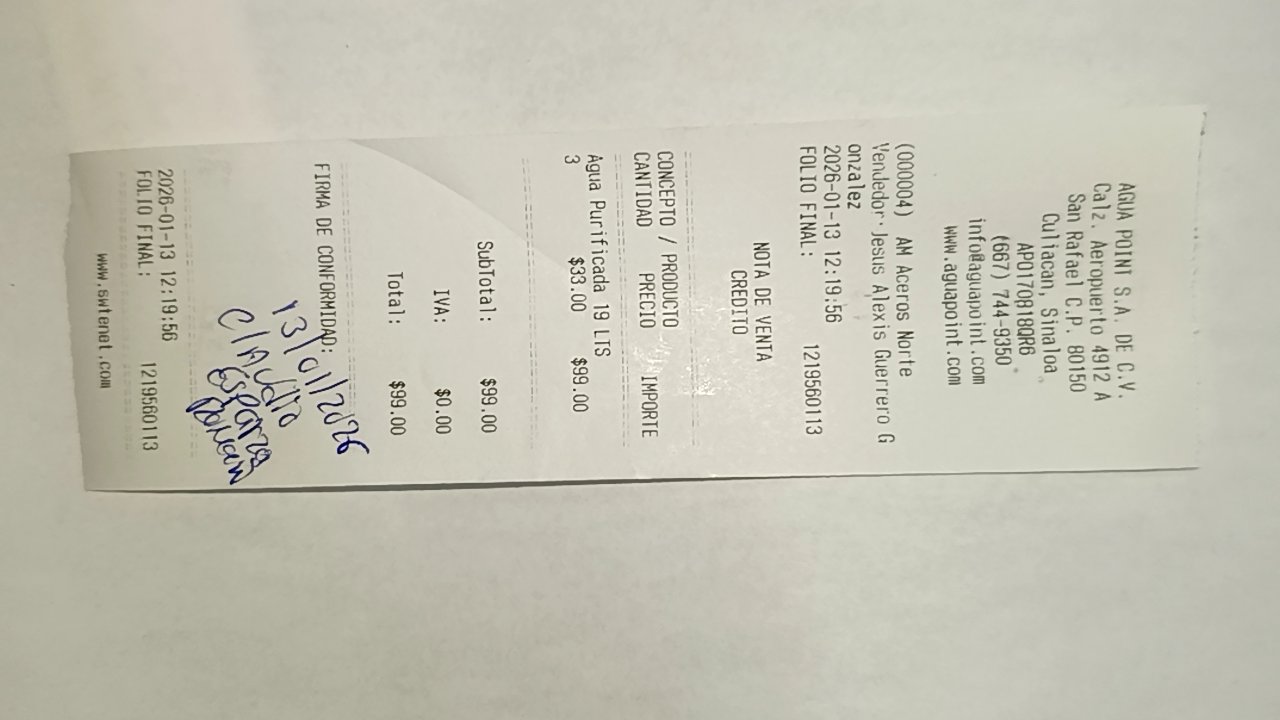 AGUA POINT S.A. DE C.V.
Calz. Aeropuerto 4912 A
San Rafael C.P. 80150
Culiacan, Sinaloa
APO170818QR6
(667) 744-9350
info@aguapoint.com
www.aguapoint.com
(000004) AM Aceros Norte
Vendedor: Jesus Alexis Guerrero G
onzalez
2026-01-13 12:19:56
FOLIO FINAL: 1219560113
NOTA DE VENTA
CREDITO
CONCEPTO / PRODUCTO
CANTIDAD PRECIO IMPORTE
Agua Purificada 19 LTS
3 $33.00 $99.00
SubTotal: $99.00
IVA: $0.00
Total: $99.00
FIRMA DE CONFORMIDAD:
13/01/2026
Claudio
Esparza
2026-01-13 12:19:56
FOLIO FINAL: 1219560113
www.swtenet.com